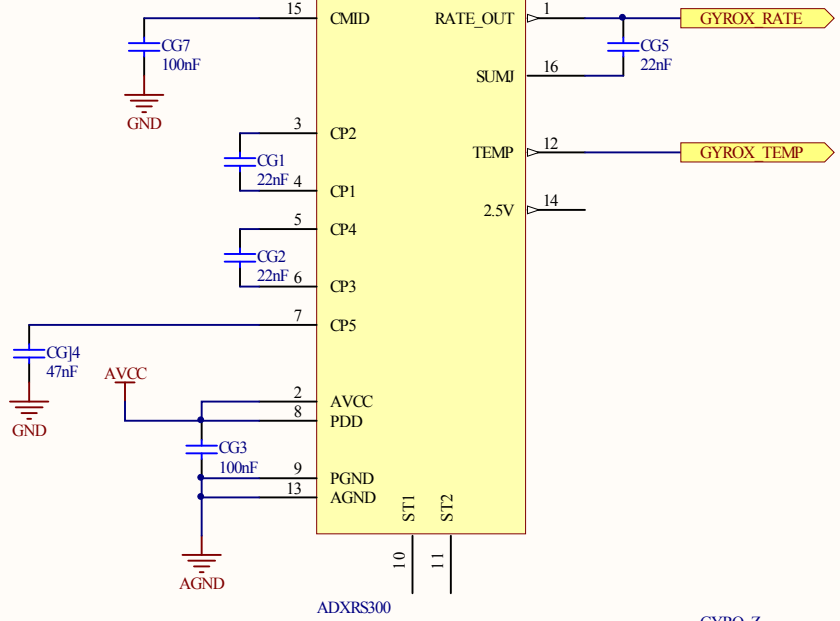 15 CMID RATE_OUT 1 GYROX_RATE
CG7
100nF
GND
CG5
22nF
SUMJ 16
3 CP2
CG1
22nF
4 CP1
TEMP 12 GYROX_TEMP
2.5V 14
5 CP4
CG2
22nF
6 CP3
7 CP5
CG]4
47nF
GND
AVCC
2 AVCC
8 PDD
CG3
100nF
9 PGND
13 AGND
AGND
ST1 ST2
10 11
ADXRS300
GYRO_Z